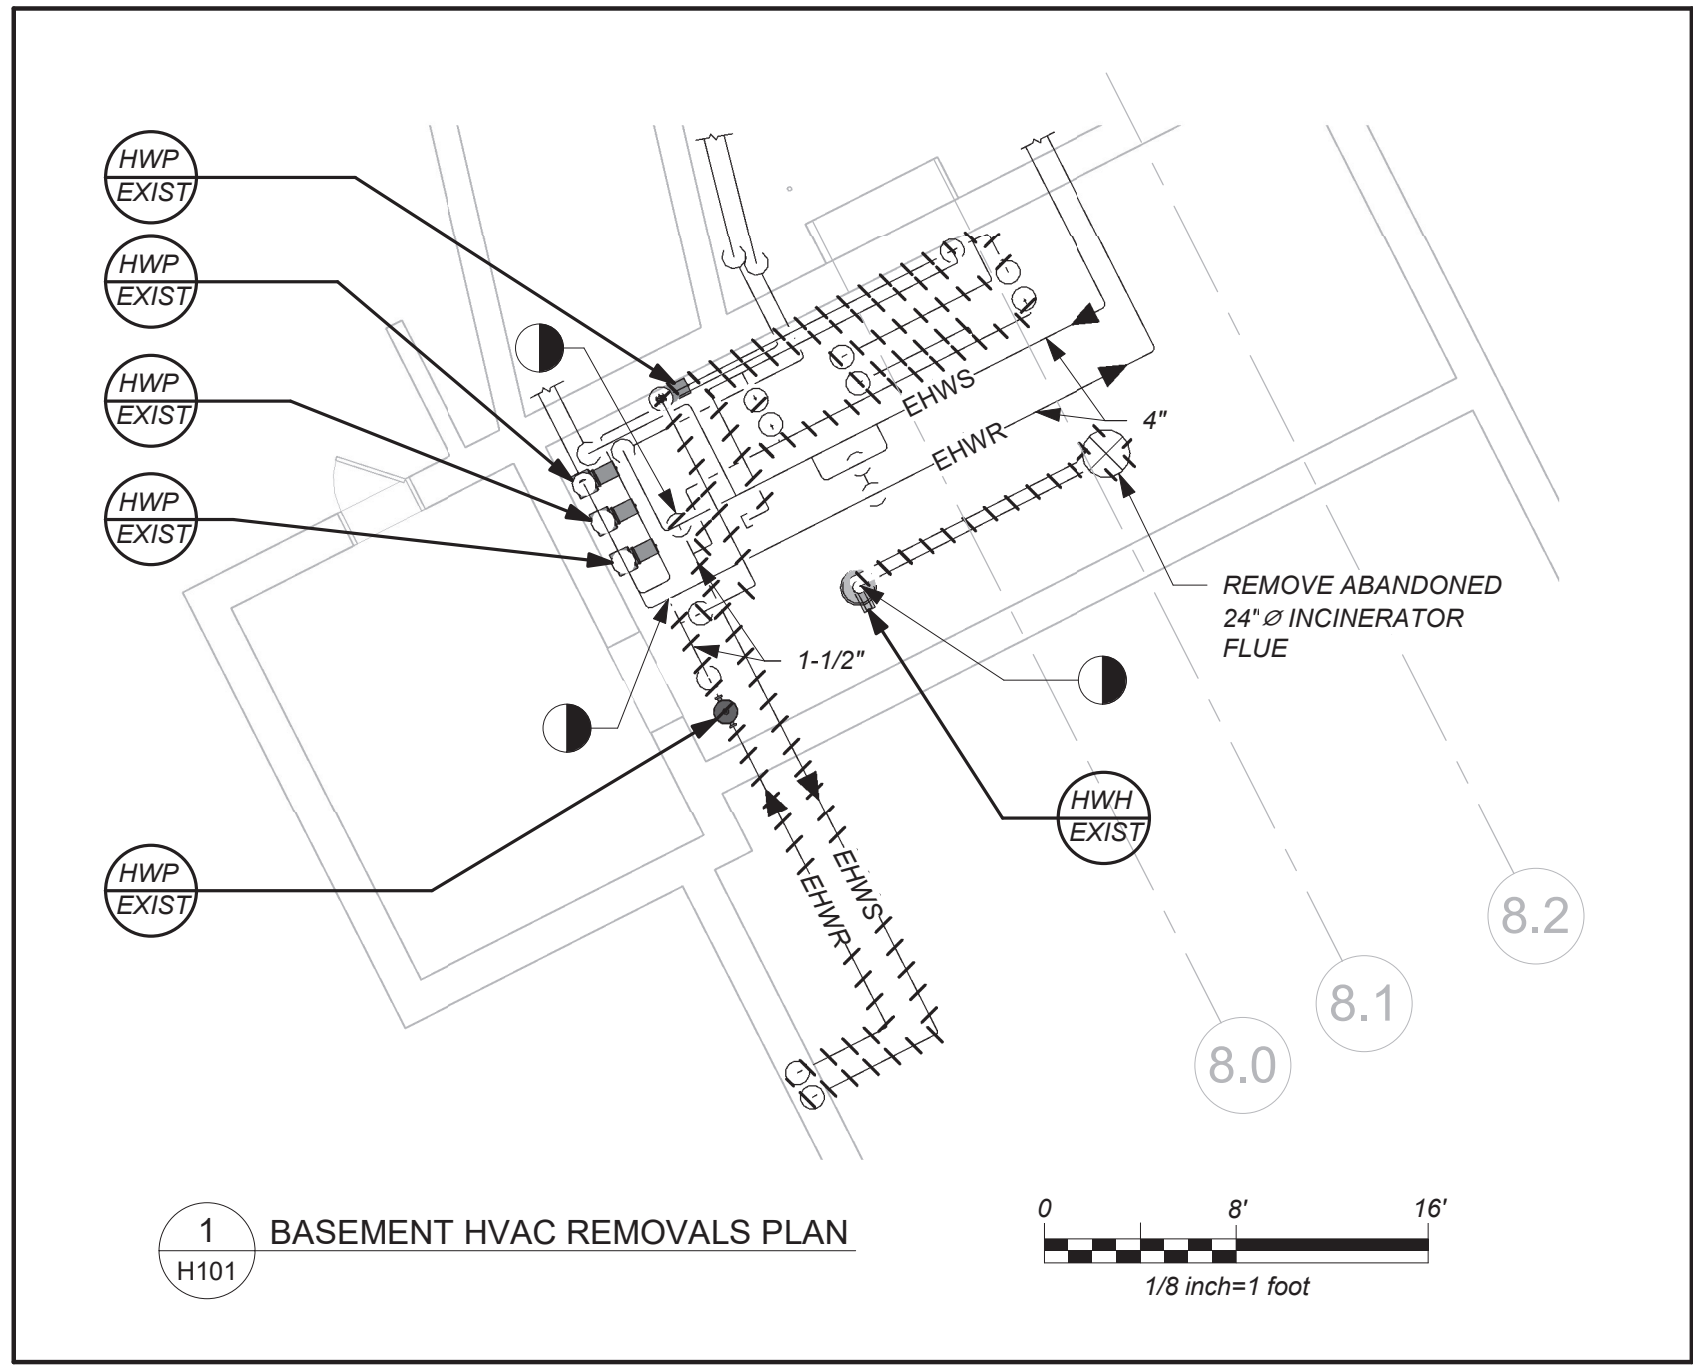 HWP
EXIST
HWP
EXIST
HWP
EXIST
HWP
EXIST
EHWS
EHWR
4"
REMOVE ABANDONED
24" Ø INCINERATOR
FLUE
1-1/2"
HWH
EXIST
HWP
EXIST
EHWS
EHWR
8.2
8.1
8.0
1
H101
BASEMENT HVAC REMOVALS PLAN
0 8' 16'
1/8 inch=1 foot